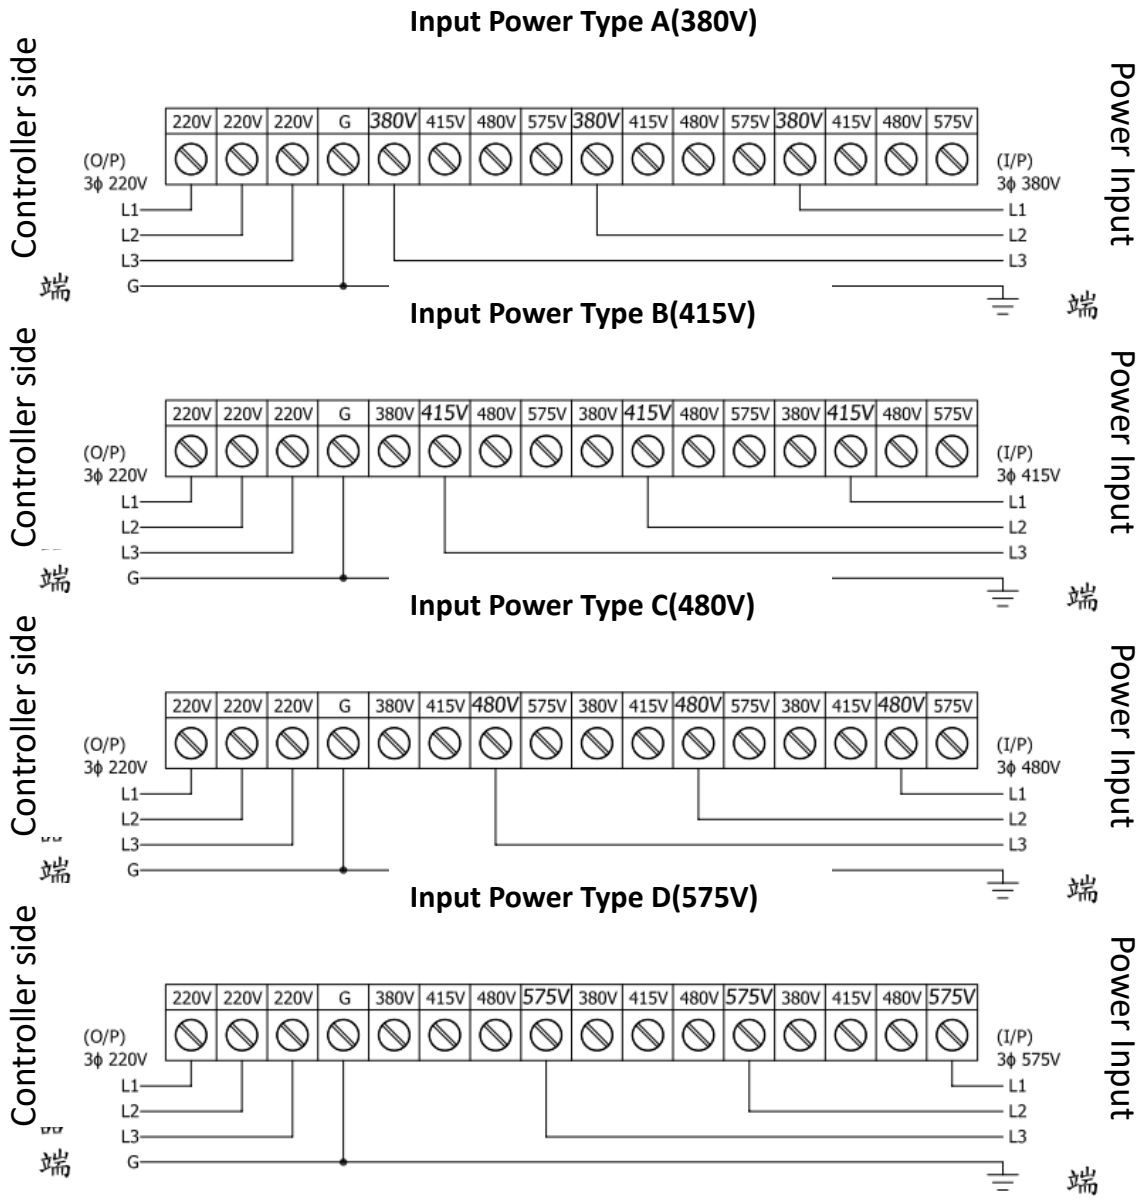 Input Power Type A(380V)
Controller side
Power Input
220V 220V 220V G 380V 415V 480V 575V 380V 415V 480V 575V 380V 415V 480V 575V
(O/P)
3ϕ 220V
(I/P)
3ϕ 380V
L1
L1
L2
L2
L3
L3
G
端
端
Input Power Type B(415V)
Controller side
Power Input
220V 220V 220V G 380V 415V 480V 575V 380V 415V 480V 575V 380V 415V 480V 575V
(O/P)
3ϕ 220V
(I/P)
3ϕ 415V
L1
L1
L2
L2
L3
L3
G
端
端
Input Power Type C(480V)
Controller side
Power Input
220V 220V 220V G 380V 415V 480V 575V 380V 415V 480V 575V 380V 415V 480V 575V
(O/P)
3ϕ 220V
(I/P)
3ϕ 480V
L1
L1
L2
L2
L3
L3
G
端
端
Input Power Type D(575V)
Controller side
Power Input
220V 220V 220V G 380V 415V 480V 575V 380V 415V 480V 575V 380V 415V 480V 575V
(O/P)
3ϕ 220V
(I/P)
3ϕ 575V
L1
L1
L2
L2
L3
L3
G
端
端